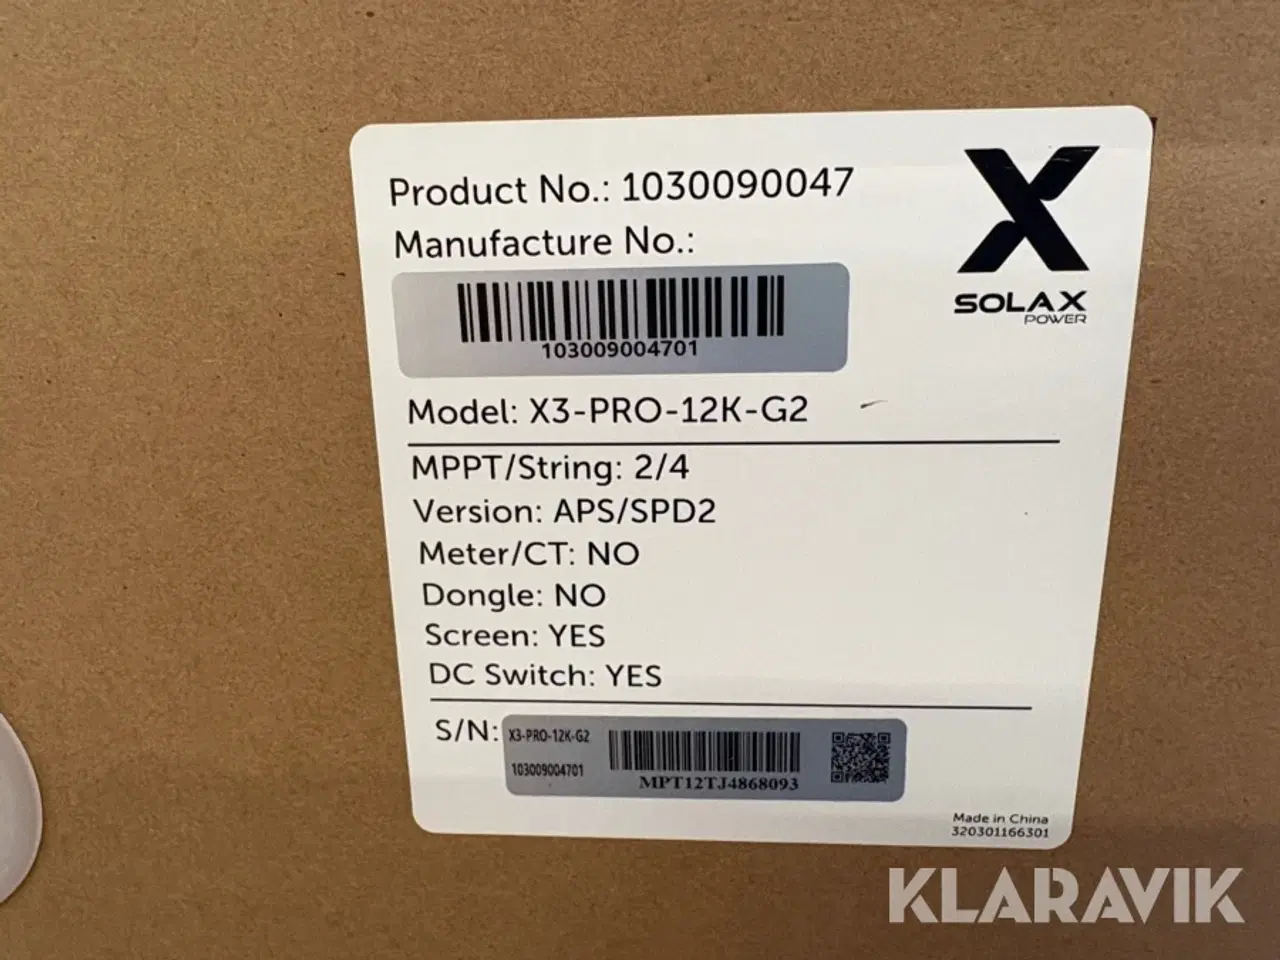 Product No.: 1030090047
Manufacture No.:
103009004701
SOLAX
POWER
Model: X3-PRO-12K-G2
MPPT/String: 2/4
Version: APS/SPD2
Meter/CT: NO
Dongle: NO
Screen: YES
DC Switch: YES
S/N:
X3-PRO-12K-G2
103009004701
MPT12TJ4868093
Made in China
320301166301
KLARAVIK